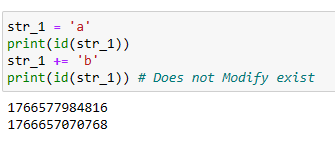 str_1 = 'a'
print(id(str_1))
str_1 += 'b'
print(id(str_1)) # Does not Modify exist
1766577984816
1766657070768